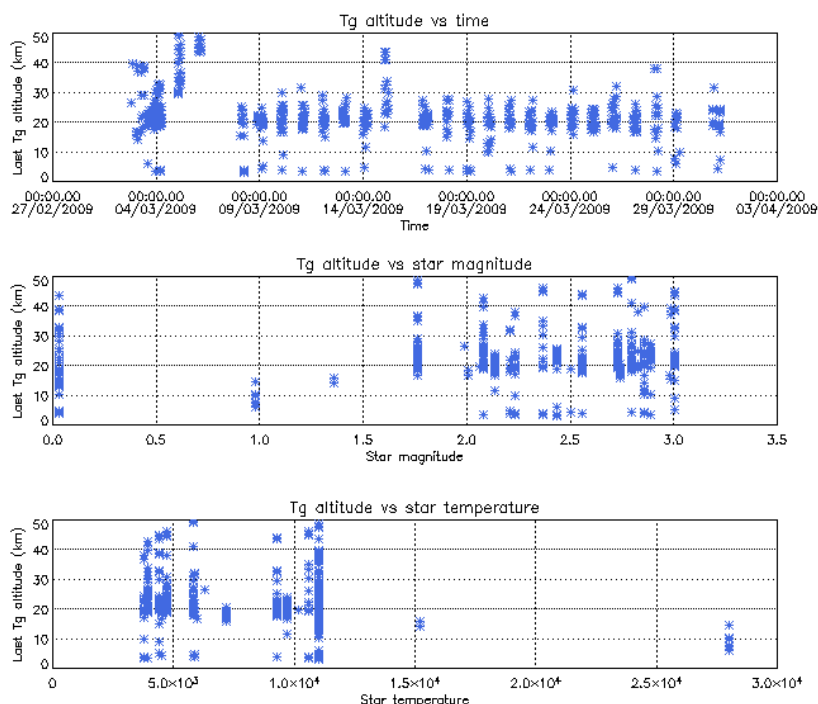 Tg altitude vs time
Last Tg altitude (km)
50
40
30
20
10
0
00:00.00 00:00.00 00:00.00 00:00.00 00:00.00 00:00.00 00:00.00 00:00.00
27/02/2009 04/03/2009 09/03/2009 14/03/2009 19/03/2009 24/03/2009 29/03/2009 03/04/2009
Time
Tg altitude vs star magnitude
Last Tg altitude (km)
50
40
30
20
10
0
0.0 0.5 1.0 1.5 2.0 2.5 3.0 3.5
Star magnitude
Tg altitude vs star temperature
Last Tg altitude (km)
50
40
30
20
10
0
0 5.0×10³ 1.0×10⁴ 1.5×10⁴ 2.0×10⁴ 2.5×10⁴ 3.0×10⁴
Star temperature